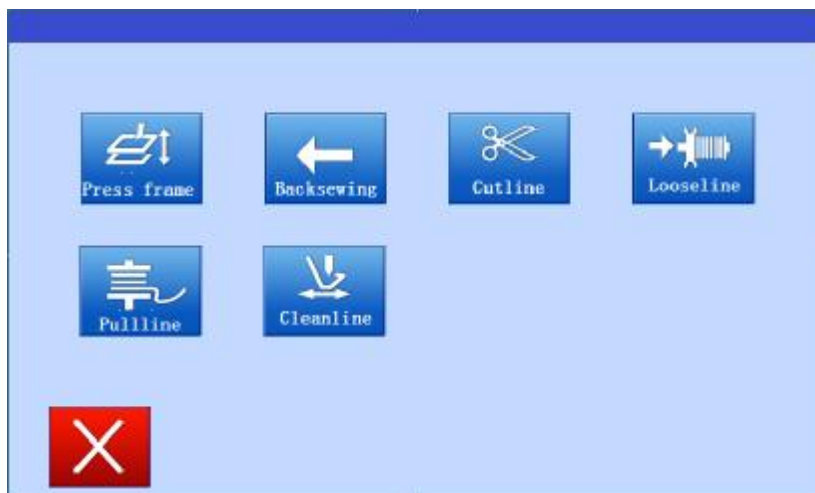 Press frame
Backsewing
Cutline
Looseline
Pullline
Cleanline